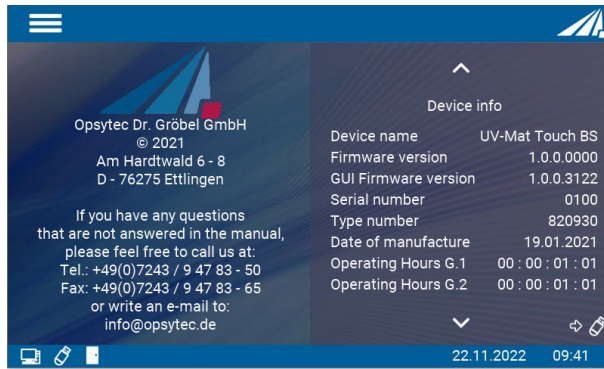 Opsytec Dr. Gröbel GmbH
© 2021
Am Hardtwald 6 - 8
D - 76275 Ettlingen
If you have any questions
that are not answered in the manual,
please feel free to call us at:
Tel.: +49(0)7243 / 9 47 83 - 50
Fax: +49(0)7243 / 9 47 83 - 65
or write an e-mail to:
info@opsytec.de
Device info
Device name UV-Mat Touch BS
Firmware version 1.0.0.0000
GUI Firmware version 1.0.0.3122
Serial number 0100
Type number 820930
Date of manufacture 19.01.2021
Operating Hours G.1 00 : 00 : 01 : 01
Operating Hours G.2 00 : 00 : 01 : 01
22.11.2022 09:41